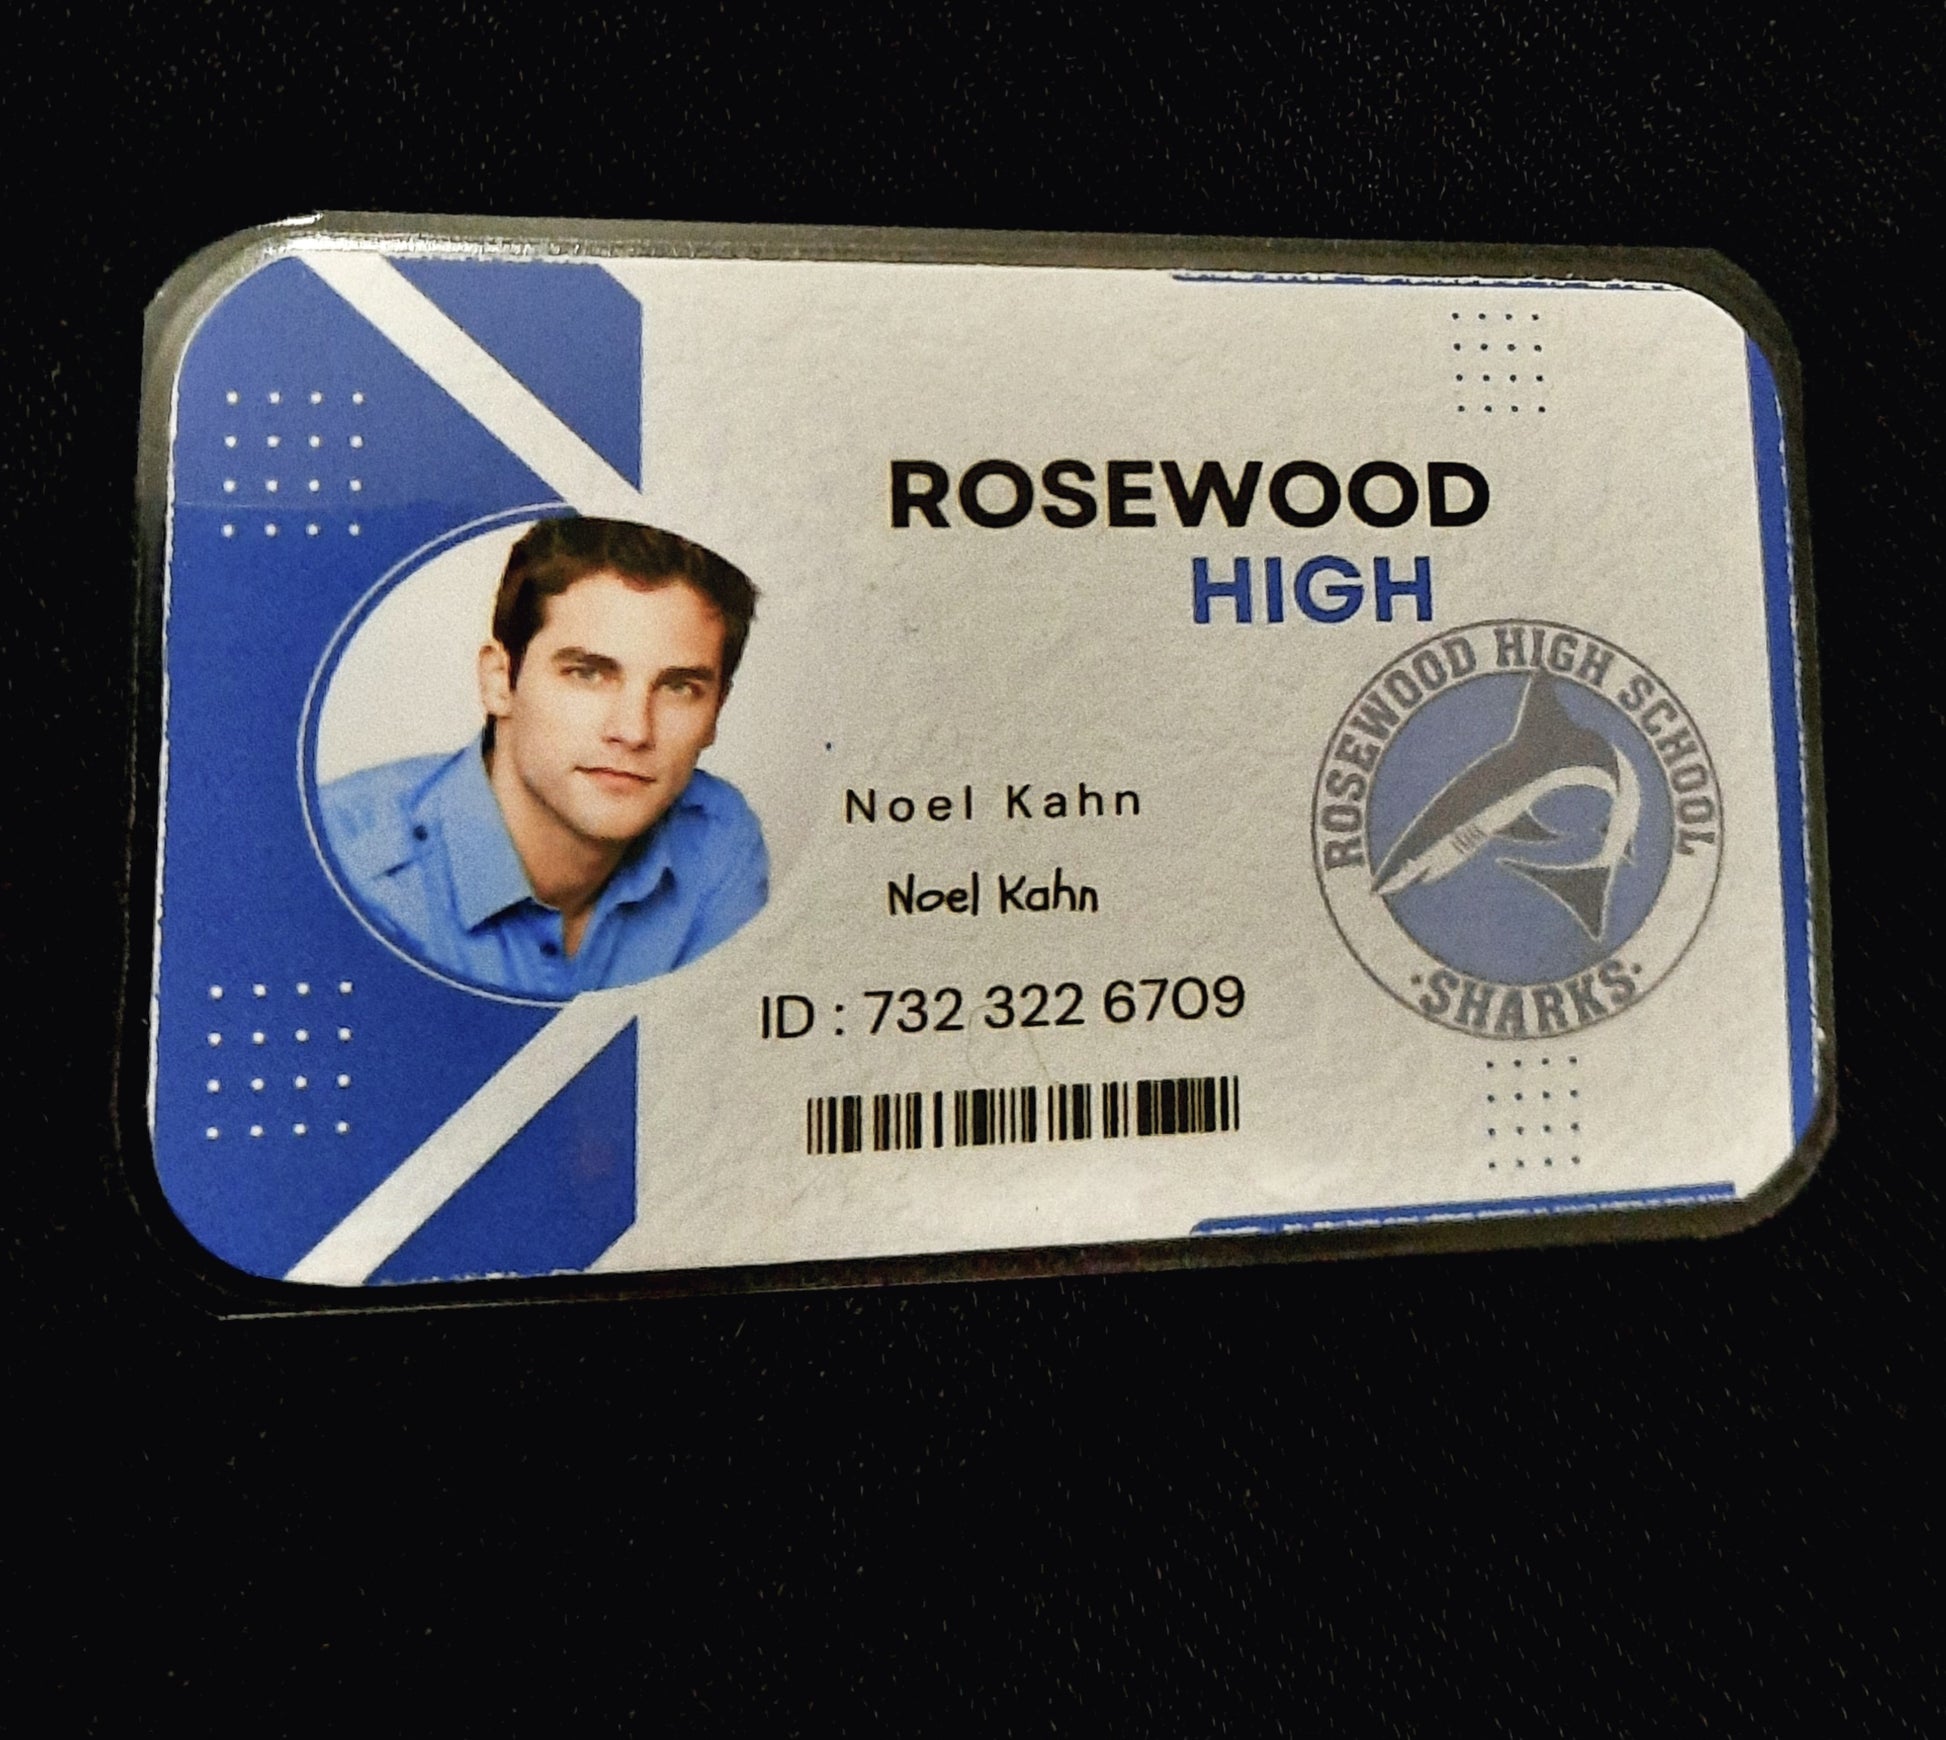 ROSEWOOD
HIGH
ROSEWOOD HIGH SCHOOL
·SHARKS·
Noel Kahn
Noel Kahn
ID : 732 322 6709